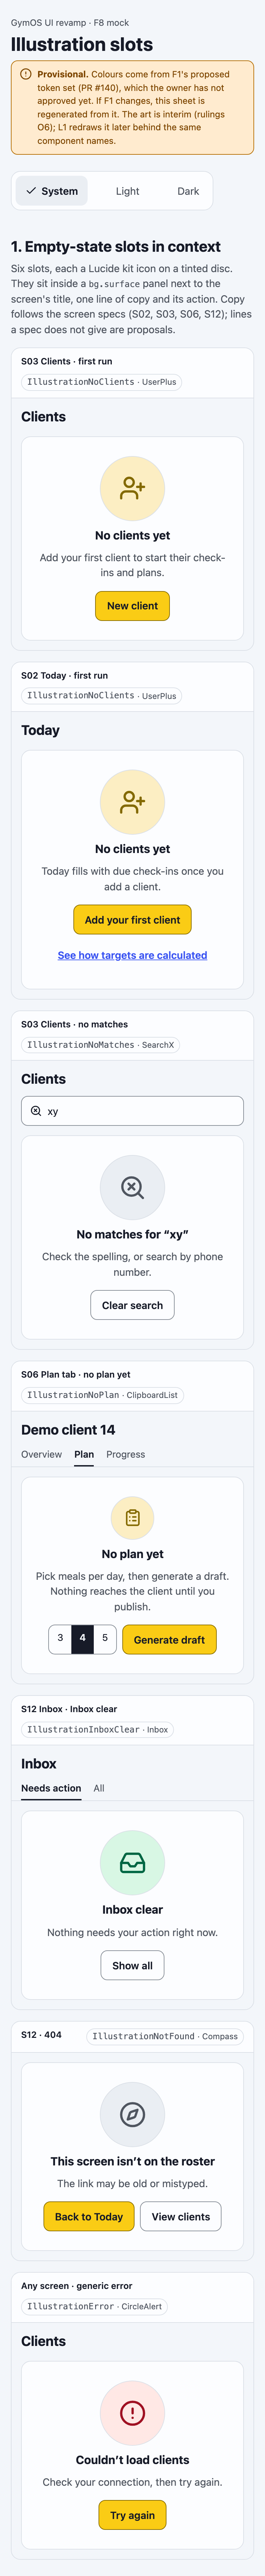 GymOS UI revamp · F8 mock
Illustration slots
Provisional. Colours come from F1's proposed
token set (PR #140), which the owner has not
approved yet. If F1 changes, this sheet is
regenerated from it. The art is interim (rulings
O6); L1 redraws it later behind the same
component names.
System
Light
Dark
1. Empty-state slots in context
Six slots, each a Lucide kit icon on a tinted disc.
They sit inside a bg.surface panel next to the
screen's title, one line of copy and its action. Copy
follows the screen specs (S02, S03, S06, S12); lines
a spec does not give are proposals.
S03 Clients · first run
IllustrationNoClients · UserPlus
Clients
No clients yet
Add your first client to start their check-
ins and plans.
New client
S02 Today · first run
IllustrationNoClients · UserPlus
Today
No clients yet
Today fills with due check-ins once you
add a client.
Add your first client
See how targets are calculated
S03 Clients · no matches
IllustrationNoMatches · SearchX
Clients
xy
No matches for “xy”
Check the spelling, or search by phone
number.
Clear search
S06 Plan tab · no plan yet
IllustrationNoPlan · ClipboardList
Demo client 14
Overview
Plan
Progress
No plan yet
Pick meals per day, then generate a draft.
Nothing reaches the client until you
publish.
3
4
5
Generate draft
S12 Inbox · Inbox clear
IllustrationInboxClear · Inbox
Inbox
Needs action
All
Inbox clear
Nothing needs your action right now.
Show all
S12 · 404
IllustrationNotFound · Compass
This screen isn’t on the roster
The link may be old or mistyped.
Back to Today
View clients
Any screen · generic error
IllustrationError · CircleAlert
Clients
Couldn’t load clients
Check your connection, then try again.
Try again